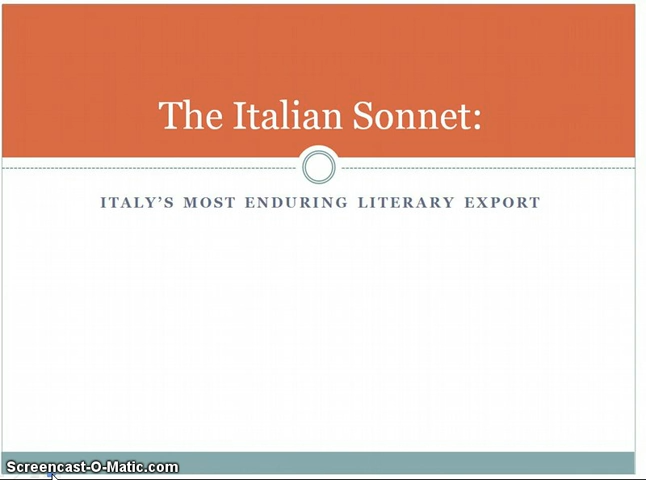 The Italian Sonnet:
ITALY’S MOST ENDURING LITERARY EXPORT
Screencast-O-Matic.com